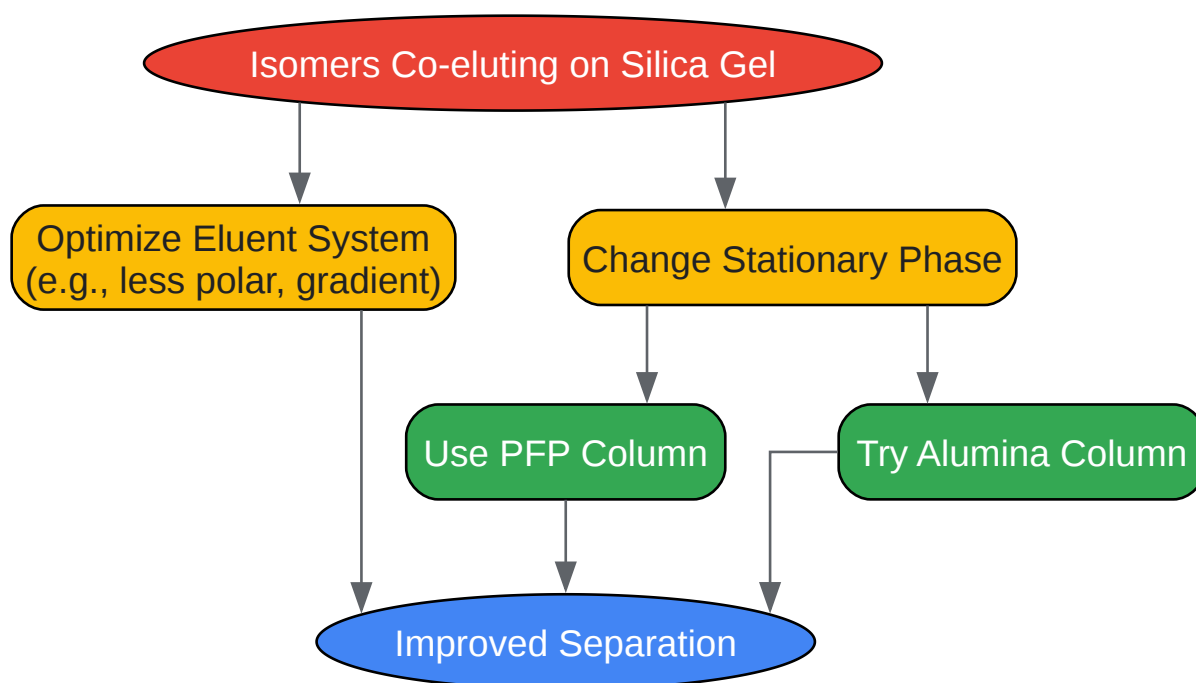 Isomers Co-eluting on Silica Gel
Optimize Eluent System
(e.g., less polar, gradient)
Change Stationary Phase
Use PFP Column
Try Alumina Column
Improved Separation